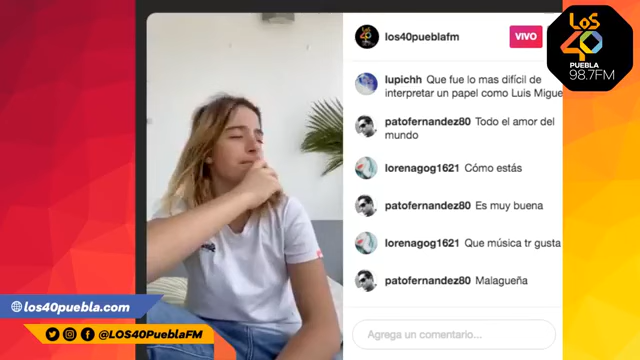 los40pueblafm
VIVO
LOS
40
PUEBLA
98.7FM
lupichh Que fue lo mas difícil de
interpretar un papel como Luis Migue
patofernandez80 Todo el amor del
mundo
lorenagog1621 Cómo estás
patofernandez80 Es muy buena
lorenagog1621 Que música tr gusta
patofernandez80 Malagueña
Agrega un comentario...
los40puebla.com
@LOS40PueblaFM